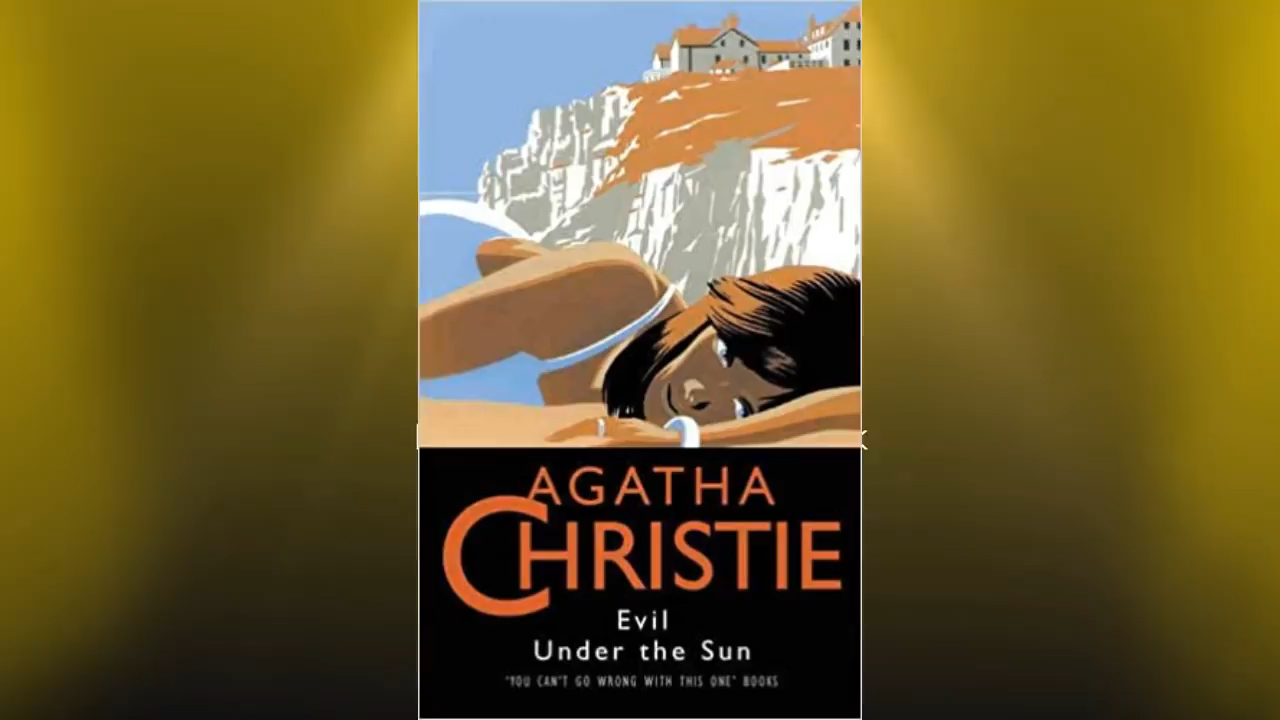 AGATHA
CHRISTIE
Evil
Under the Sun
"YOU CAN'T GO WRONG WITH THIS ONE" BOOKS